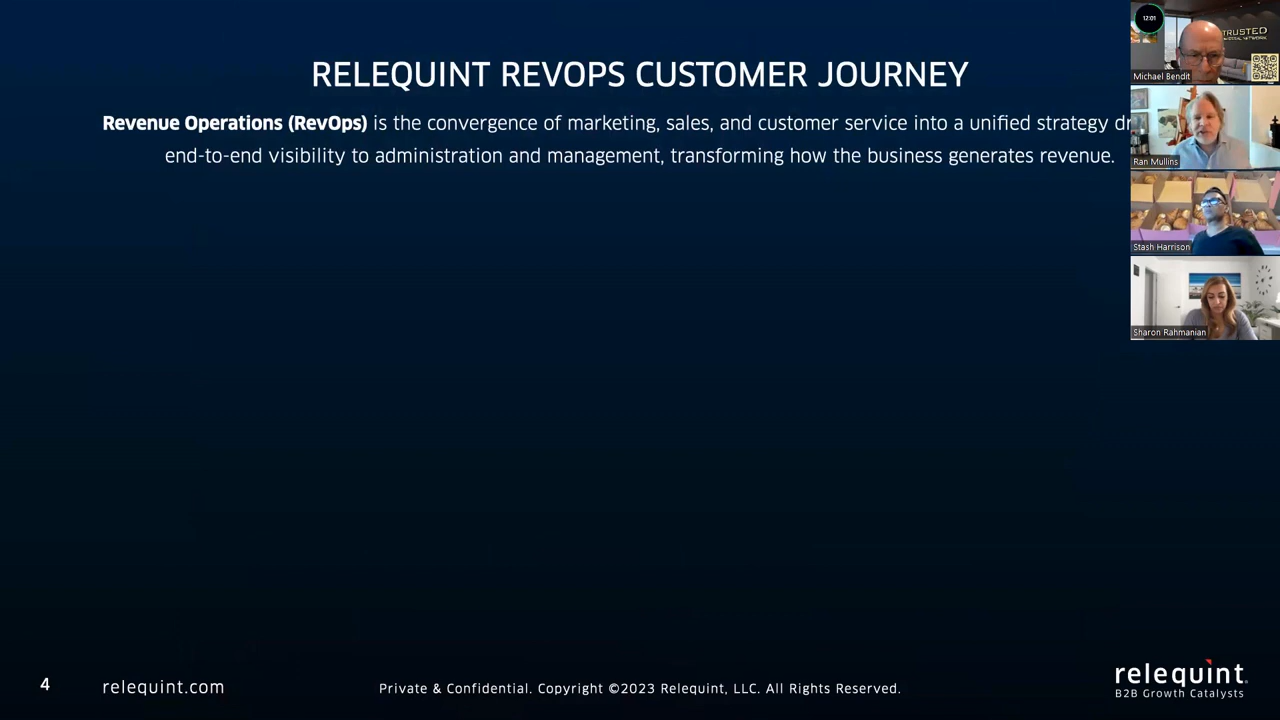 RELEQUINT REVOPS CUSTOMER JOURNEY
Revenue Operations (RevOps) is the convergence of marketing, sales, and customer service into a unified strategy dr
end-to-end visibility to administration and management, transforming how the business generates revenue.
12:01
TRUSTED
Michael Bendit
Ran Mullins
Stash Harrison
Sharon Rahmanian
4
relequint.com
Private & Confidential. Copyright ©2023 Relequint, LLC. All Rights Reserved.
relequint®
B2B Growth Catalysts